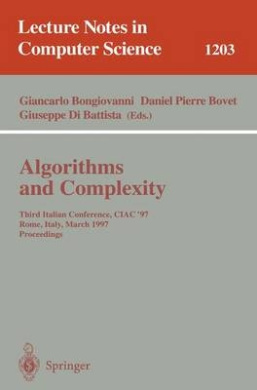 Lecture Notes in
Computer Science 1203
Giancarlo Bongiovanni Daniel Pierre Bovet
Giuseppe Di Battista (Eds.)
Algorithms
and Complexity
Third Italian Conference, CIAC '97
Rome, Italy, March 1997
Proceedings
Springer